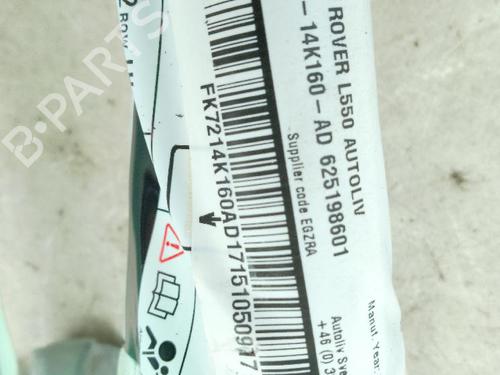 ROVER L550 AUTOLIV
- 14K160 - AD 625198601
Supplier code EGZRA
FK7214K160AD1715105091
Manuf. Year:
Autoliv Sve
+46 (0) 3
B-PARTS